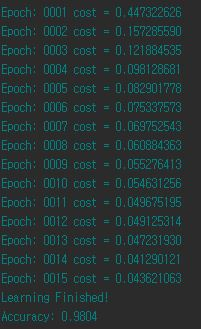 Epoch: 0001 cost = 0.447322626
Epoch: 0002 cost = 0.157285590
Epoch: 0003 cost = 0.121884535
Epoch: 0004 cost = 0.098128681
Epoch: 0005 cost = 0.082901778
Epoch: 0006 cost = 0.075337573
Epoch: 0007 cost = 0.069752543
Epoch: 0008 cost = 0.060884363
Epoch: 0009 cost = 0.055276413
Epoch: 0010 cost = 0.054631256
Epoch: 0011 cost = 0.049675195
Epoch: 0012 cost = 0.049125314
Epoch: 0013 cost = 0.047231930
Epoch: 0014 cost = 0.041290121
Epoch: 0015 cost = 0.043621063
Learning Finished!
Accuracy: 0.9804